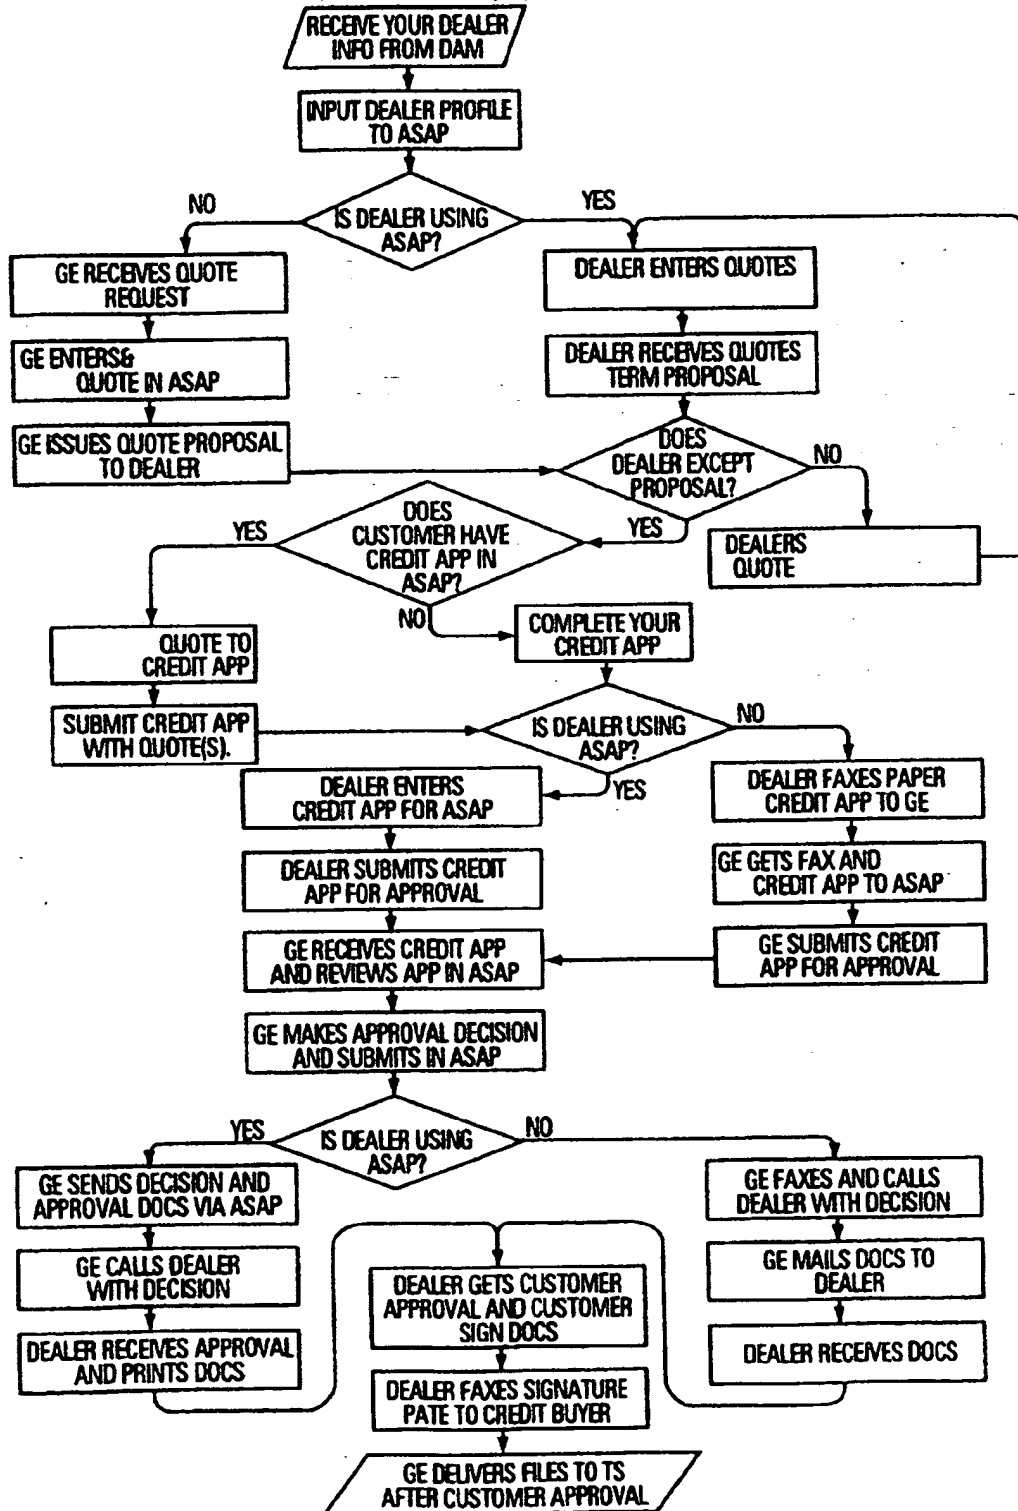 RECEIVE YOUR DEALER
INFO FROM DAM
INPUT DEALER PROFILE
TO ASAP
IS DEALER USING
ASAP?
NO
YES
GE RECEIVES QUOTE
REQUEST
DEALER ENTERS QUOTES
GE ENTERS&
QUOTE IN ASAP
DEALER RECEIVES QUOTES
TERM PROPOSAL
GE ISSUES QUOTE PROPOSAL
TO DEALER
DOES
DEALER EXCEPT
PROPOSAL?
NO
YES
DEALERS
QUOTE
DOES
CUSTOMER HAVE
CREDIT APP IN
ASAP?
YES
NO
QUOTE TO
CREDIT APP
COMPLETE YOUR
CREDIT APP
SUBMIT CREDIT APP
WITH QUOTE(S).
IS DEALER USING
ASAP?
NO
YES
DEALER ENTERS
CREDIT APP FOR ASAP
DEALER FAXES PAPER
CREDIT APP TO GE
DEALER SUBMITS CREDIT
APP FOR APPROVAL
GE GETS FAX AND
CREDIT APP TO ASAP
GE RECEIVES CREDIT APP
AND REVIEWS APP IN ASAP
GE SUBMITS CREDIT
APP FOR APPROVAL
GE MAKES APPROVAL DECISION
AND SUBMITS IN ASAP
IS DEALER USING
ASAP?
YES
NO
GE SENDS DECISION AND
APPROVAL DOCS VIA ASAP
GE FAXES AND CALLS
DEALER WITH DECISION
GE CALLS DEALER
WITH DECISION
GE MAILS DOCS TO
DEALER
DEALER RECEIVES APPROVAL
AND PRINTS DOCS
DEALER RECEIVES DOCS
DEALER GETS CUSTOMER
APPROVAL AND CUSTOMER
SIGN DOCS
DEALER FAXES SIGNATURE
PATE TO CREDIT BUYER
GE DELIVERS FILES TO TS
AFTER CUSTOMER APPROVAL